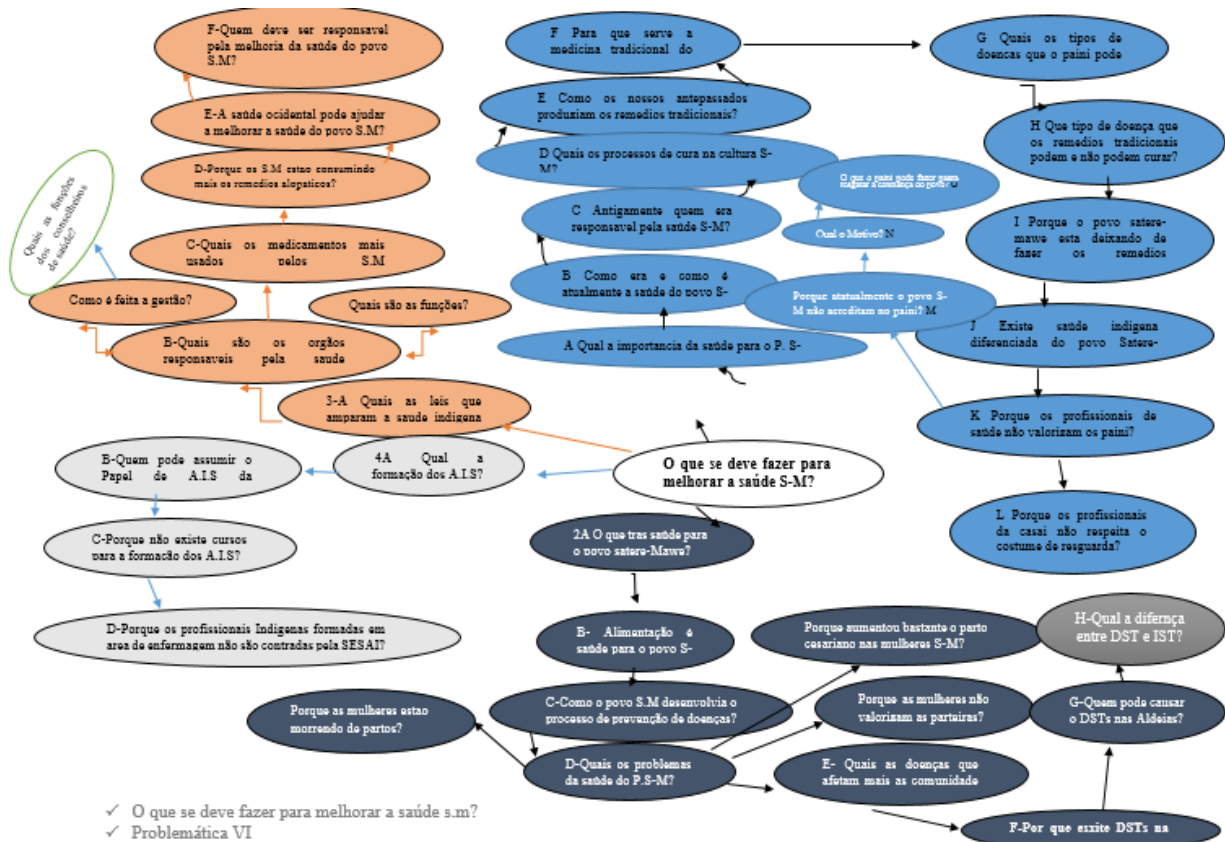 F-Quem deve ser responsavel
pela melhoria da saúde do povo
S.M?
E-A saúde ocidental pode ajudar
a melhorar a saúde do povo S.M?
D-Porque os S.M estao consumindo
mais os remedios alopaticos?
Quais as funções
dos conselheiros
de saúde?
C-Quais os medicamentos mais
usados pelos S.M
Como é feita a gestão?
Quais são as funções?
B-Quais são os orgãos
responsaveis pela saude
3-A Quais as leis que
amparam a saude indigena
F Para que serve a
medicina tradicional do
E Como os nossos antepassados
produziam os remedios tradicionais?
D Quais os processos de cura na cultura S-
M?
C Antigamente quem era
responsavel pela saúde S-M?
B Como era e como é
atualmente a saúde do povo S-
A Qual a importancia da saúde para o P. S-
G Quais os tipos de
doencas que o paini pode
H Que tipo de doença que
os remedios tradicionais
podem e não podem curar?
I Porque o povo satere-
mawe esta deixando de
fazer os remedios
J Existe saúde indigena
diferenciada do povo Satere-
K Porque os profissionais de
saúde não valorizam os paini?
L Porque os profissionais
da casai não respeita o
costume de resguarda?
Porque atatualmente o povo S-
M não acreditam no paini? M
Qual o Motivo? N
O que o paini pode fazer para
a confiança do povo? O
O que se deve fazer para
melhorar a saúde S-M?
4A Qual a
formação dos A.I.S?
B-Quem pode assumir o
Papel de A.I.S da
C-Porque não existe cursos
para a formação dos A.I.S?
D-Porque os profissionais Indigenas formadas em
area de enfermagem não são contradas pela SESAI?
2A O que tras saúde para
o povo satere-Mawe?
B- Alimentação é
saúde para o povo S-
C-Como o povo S.M desenvolvia o
processo de prevenção de doenças?
D-Quais os problemas
da saúde do P.S-M?
Porque as mulheres estao
morrendo de partos?
Porque aumentou bastante o parto
cesariano nas mulheres S-M?
Porque as mulheres não
valorizam as parteiras?
E- Quais as doenças que
afetam mais as comunidade
F-Por que esxite DSTs na
G-Quem pode causar
o DSTs nas Aldeias?
H-Qual a difernça
entre DST e IST?
✓ O que se deve fazer para melhorar a saúde s.m?
✓ Problemática VI